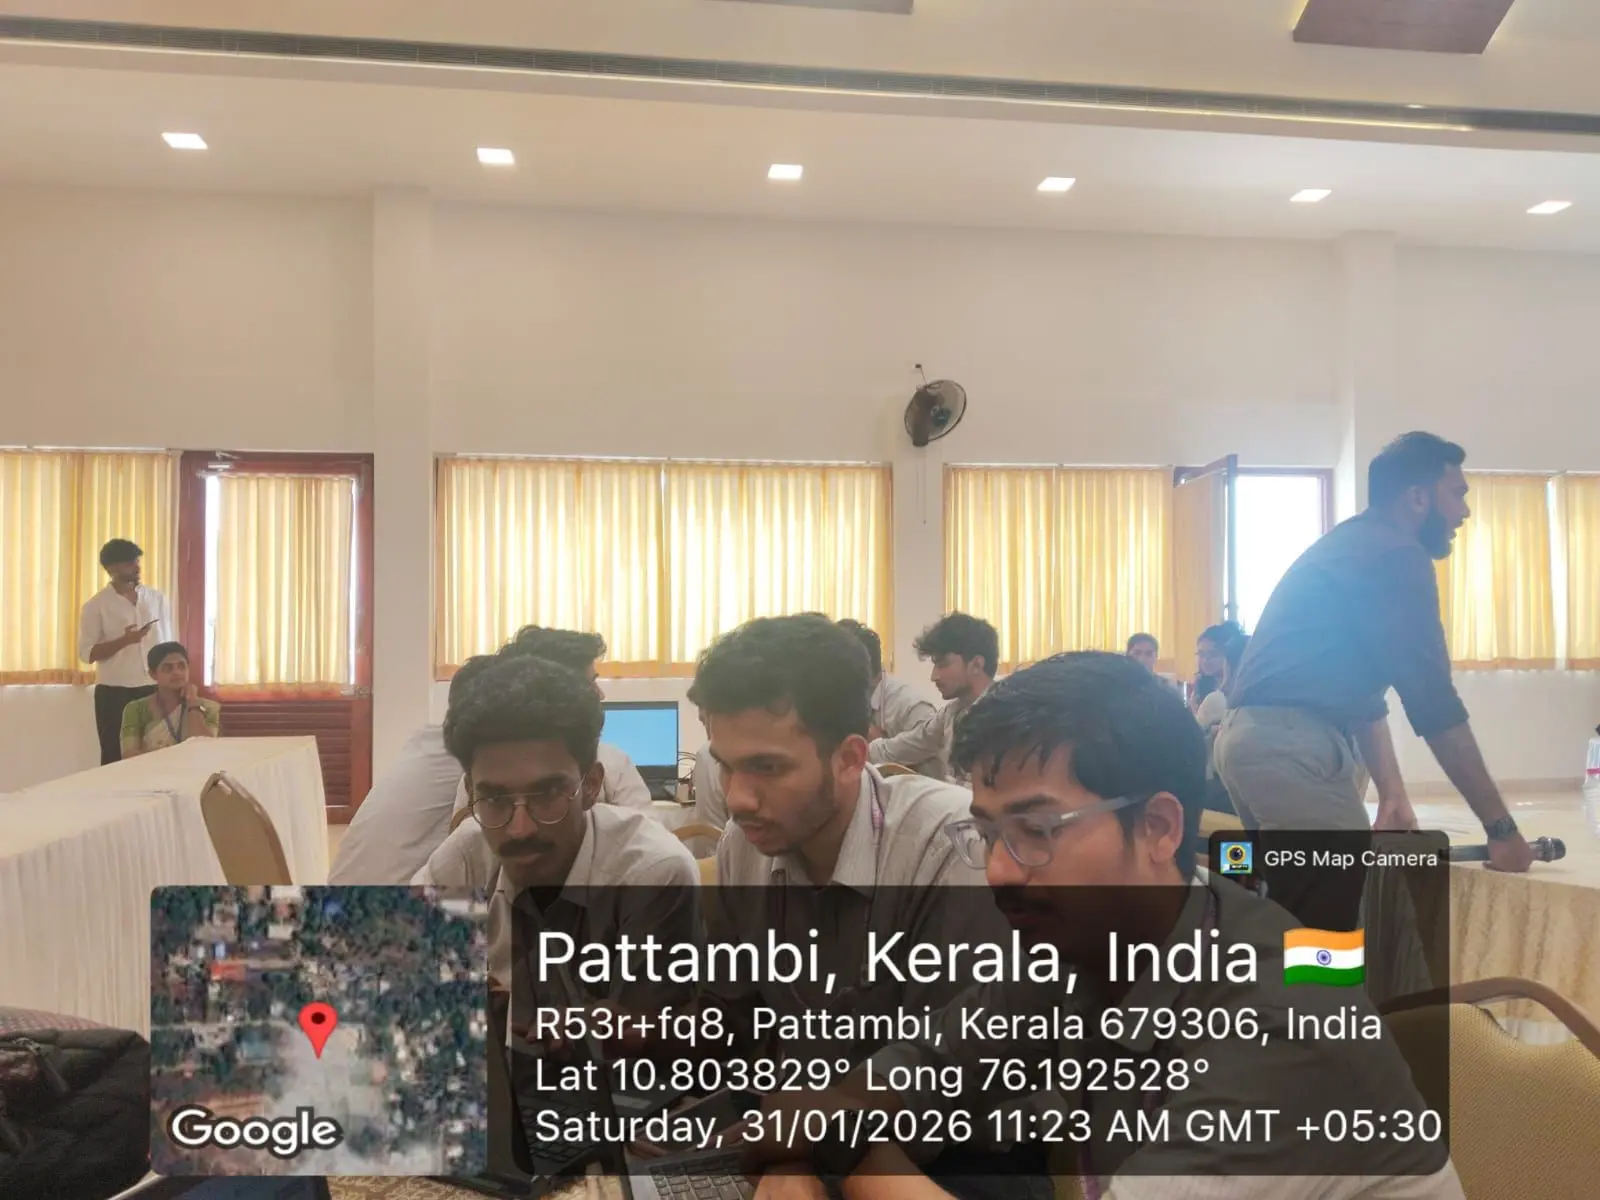 GPS Map Camera
Pattambi, Kerala, India
R53r+fq8, Pattambi, Kerala 679306, India
Lat 10.803829° Long 76.192528°
Saturday, 31/01/2026 11:23 AM GMT +05:30
Google